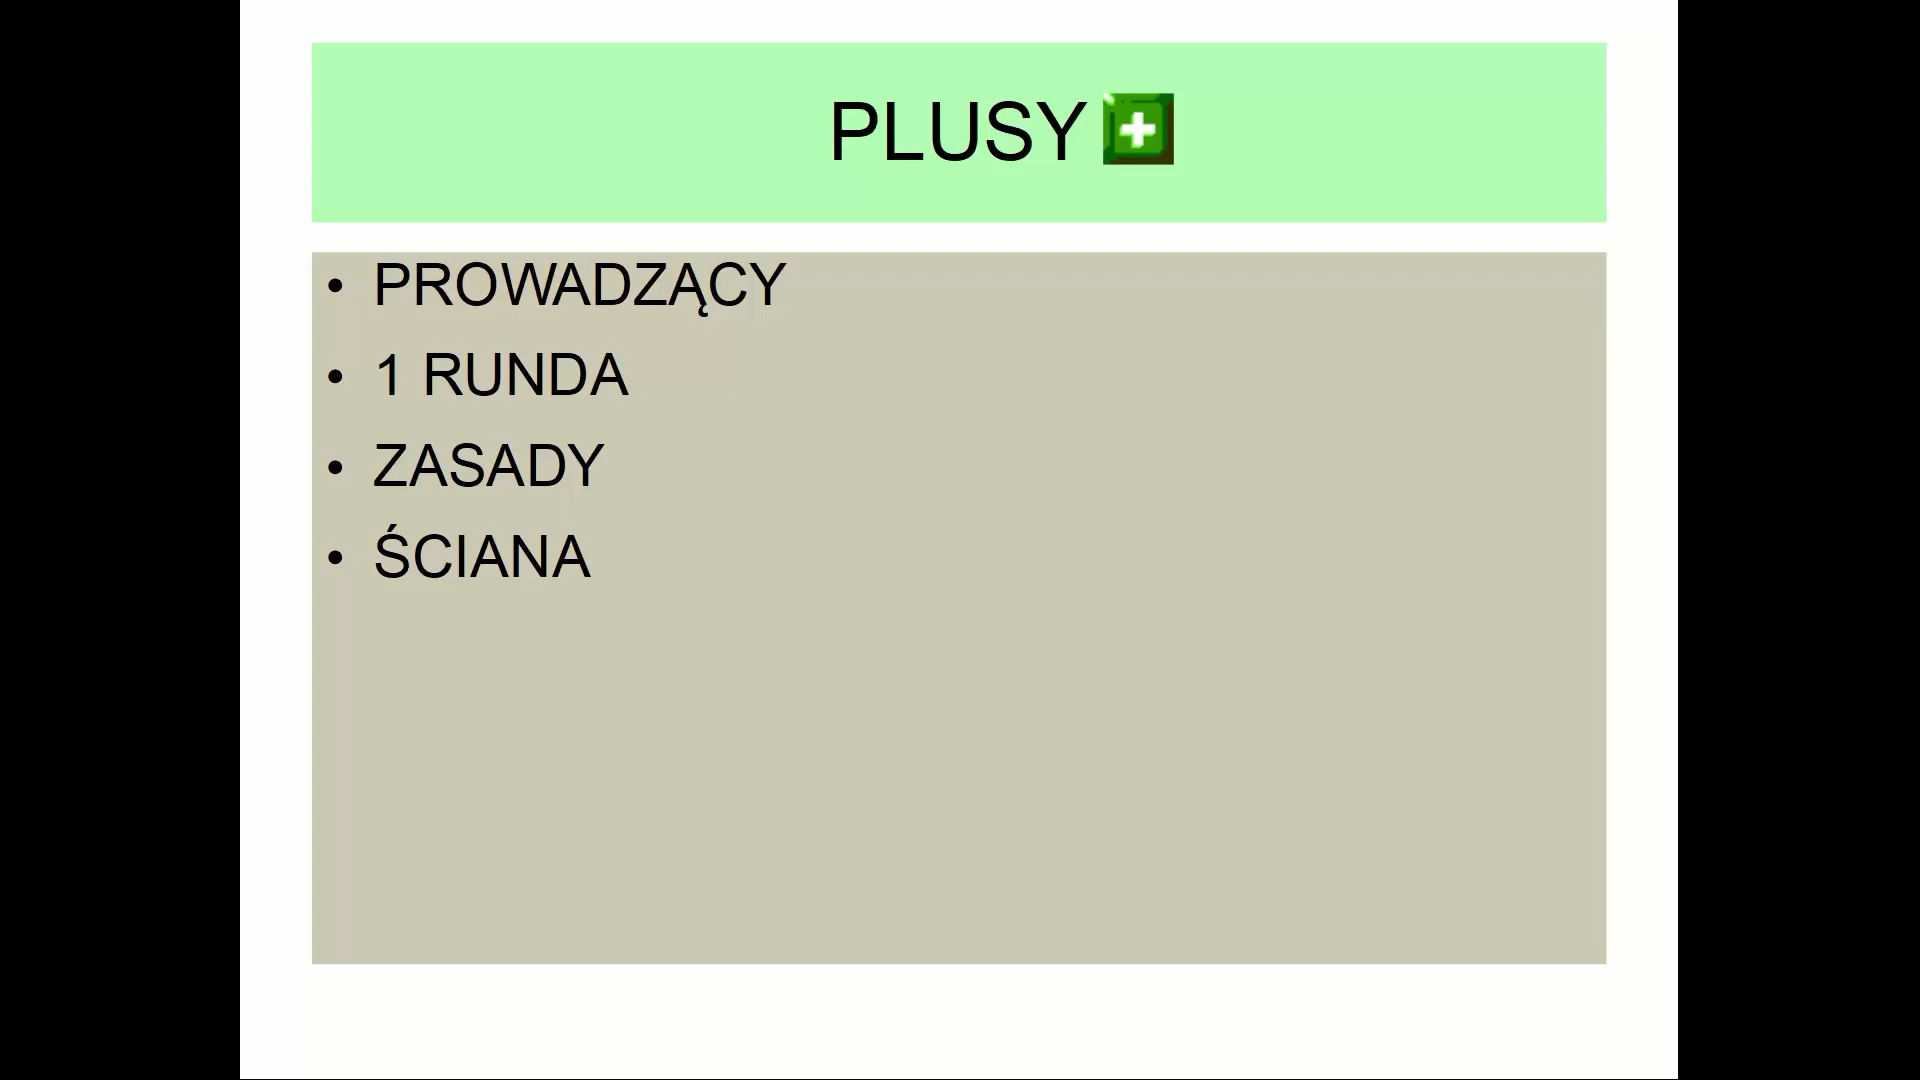 PLUSY
• PROWADZĄCY
• 1 RUNDA
• ZASADY
• ŚCIANA